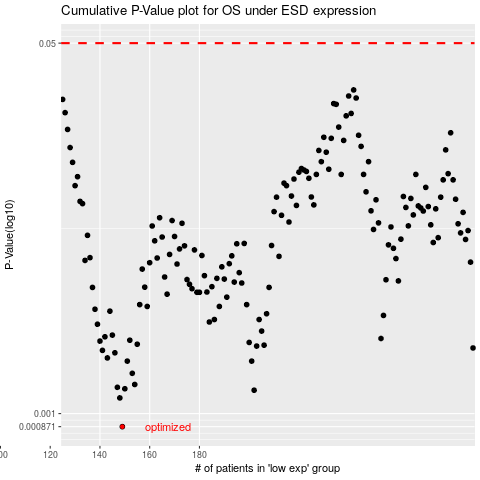 Cumulative P-Value plot for OS under ESD expression
P-Value(log10)
0.05
0.001
0.000871
optimized
00 120 140 160 180
# of patients in 'low exp' group